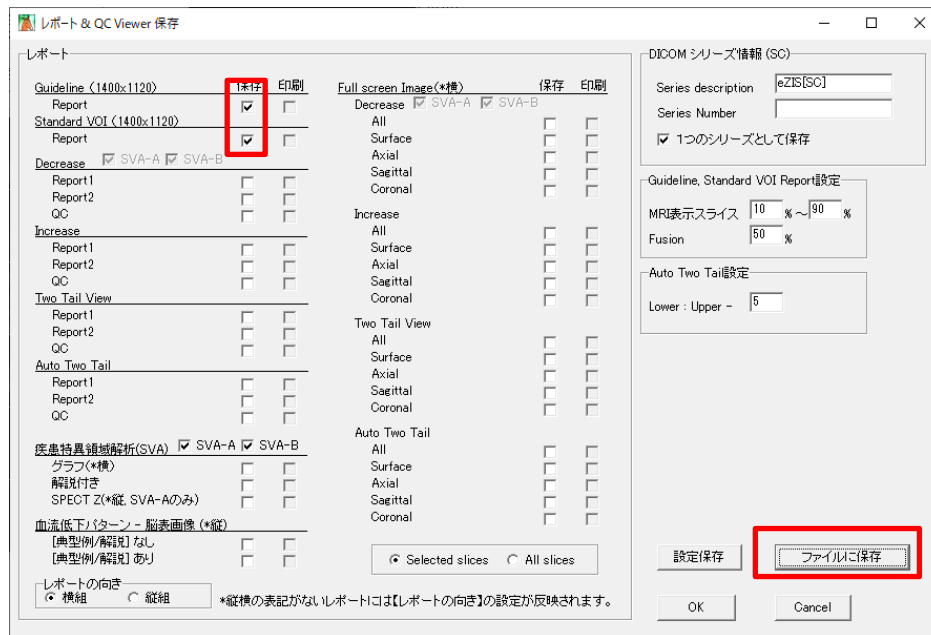 レポート & QC Viewer 保存
レポート
Guideline (1400x1120) 保存 印刷
Report
Standard VOI (1400x1120)
Report
Decrease SVA-A SVA-B
Report1
Report2
QC
Increase
Report1
Report2
QC
Two Tail View
Report1
Report2
QC
Auto Two Tail
Report1
Report2
QC
疾患特異領域解析(SVA) SVA-A SVA-B
グラフ(*横)
解説付き
SPECT Z(*縦, SVA-Aのみ)
血流低下パターン - 脳表画像 (*縦)
[典型例/解説] なし
[典型例/解説] あり
レポートの向き
横組 縦組
*縦横の表記がないレポートには【レポートの向き】の設定が反映されます。
Full screen Image(*横) 保存 印刷
Decrease SVA-A SVA-B
All
Surface
Axial
Sagittal
Coronal
Increase
All
Surface
Axial
Sagittal
Coronal
Two Tail View
All
Surface
Axial
Sagittal
Coronal
Auto Two Tail
All
Surface
Axial
Sagittal
Coronal
Selected slices All slices
DICOM シリーズ情報 (SC)
Series description eZIS[SC]
Series Number
1つのシリーズとして保存
Guideline, Standard VOI Report設定
MRI表示スライス 10 % ～ 90 %
Fusion 50 %
Auto Two Tail設定
Lower : Upper - 5
設定保存 ファイルに保存
OK Cancel